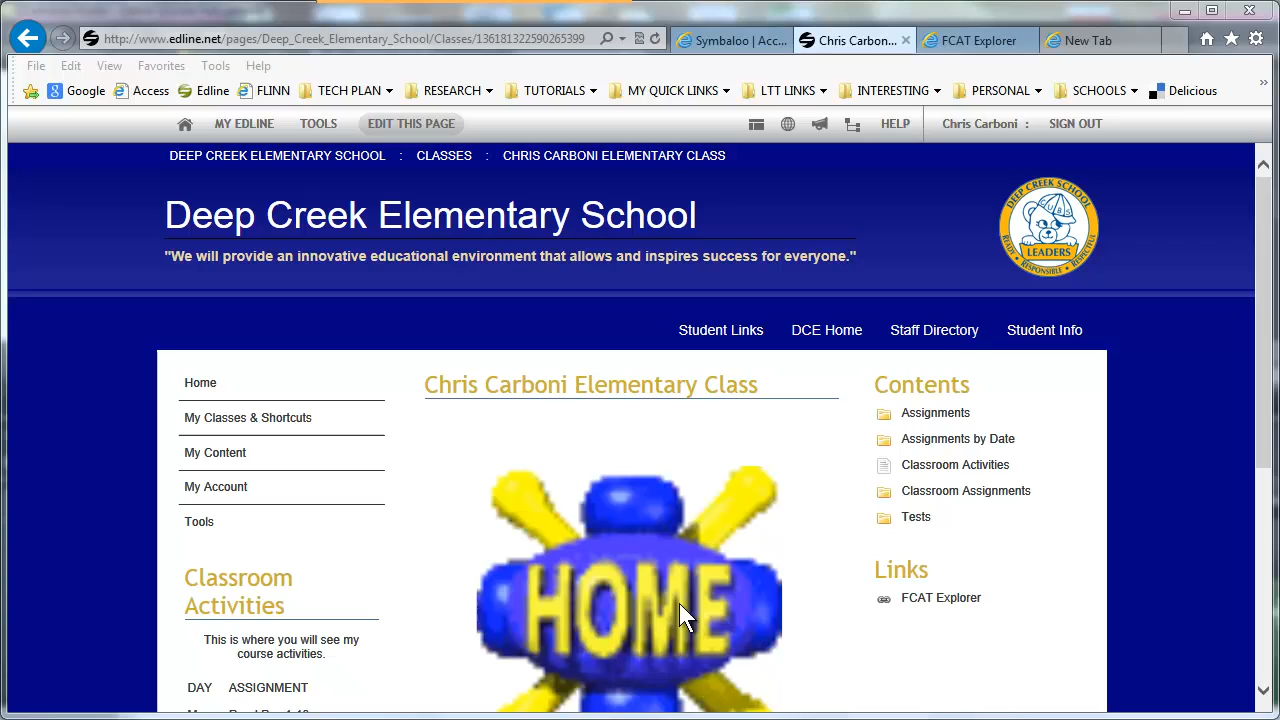 http://www.edline.net/pages/Deep_Creek_Elementary_School/Classes/1301813225902653​99
Symbaloo | Acc...
Chris Carbon...
FCAT Explorer
New Tab
File Edit View Favorites Tools Help
Google Access Edline FLINN TECH PLAN RESEARCH TUTORIALS MY QUICK LINKS LTT LINKS INTERESTING PERSONAL SCHOOLS Delicious
MY EDLINE TOOLS EDIT THIS PAGE HELP Chris Carboni : SIGN OUT
DEEP CREEK ELEMENTARY SCHOOL : CLASSES : CHRIS CARBONI ELEMENTARY CLASS
Deep Creek Elementary School
"We will provide an innovative educational environment that allows and inspires success for everyone."
DEEP CREEK SCHOOL
CUBS
LEADERS
READY · RESPONSIBLE · RESPECTFUL
Student Links DCE Home Staff Directory Student Info
Home
My Classes & Shortcuts
My Content
My Account
Tools
Classroom
Activities
This is where you will see my
course activities.
DAY ASSIGNMENT
Chris Carboni Elementary Class
HOME
Contents
Assignments
Assignments by Date
Classroom Activities
Classroom Assignments
Tests
Links
FCAT Explorer